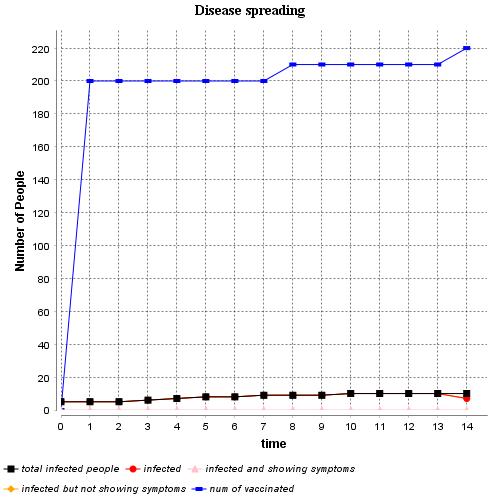 Disease spreading
Number of People
220
200
180
160
140
120
100
80
60
40
20
0
0 1 2 3 4 5 6 7 8 9 10 11 12 13 14
time
total infected people infected infected and showing symptoms
infected but not showing symptoms num of vaccinated